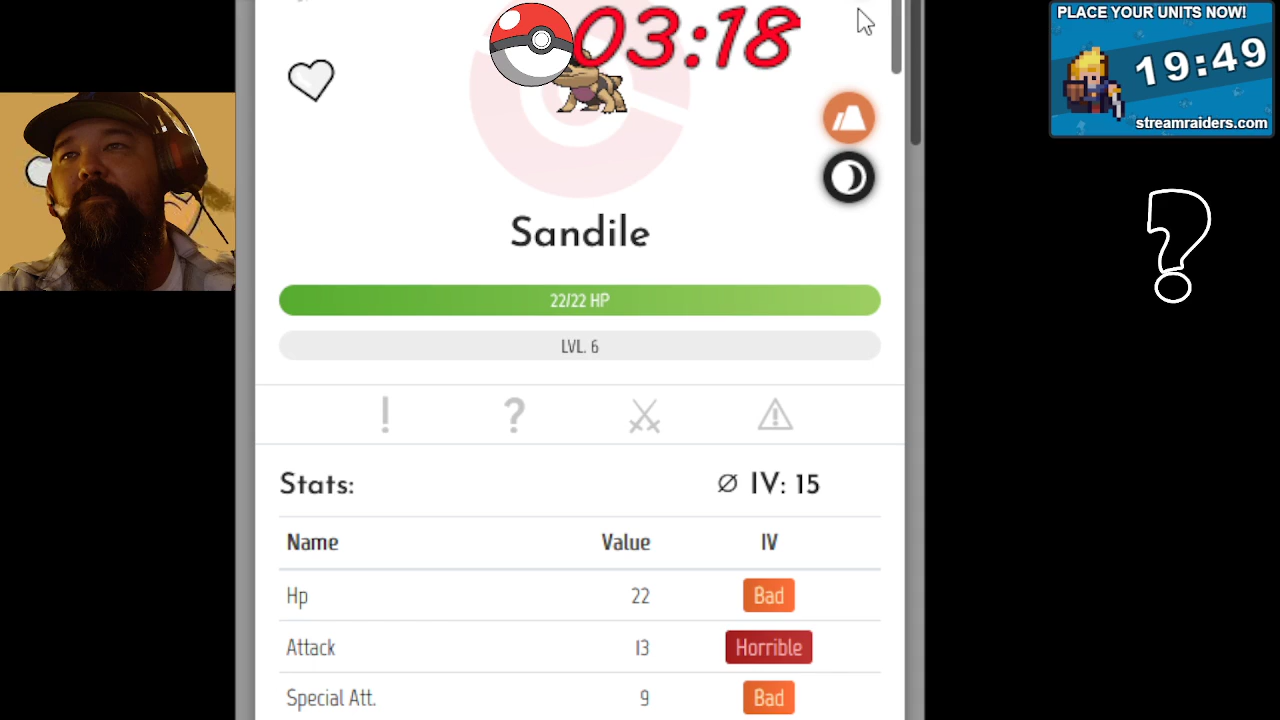 03:18
PLACE YOUR UNITS NOW!
19:49
streamraiders.com
Sandile
22/22 HP
LVL. 6
! ?
?
Stats: Ø IV: 15
Name Value IV
Hp 22 Bad
Attack 13 Horrible
Special Att. 9 Bad